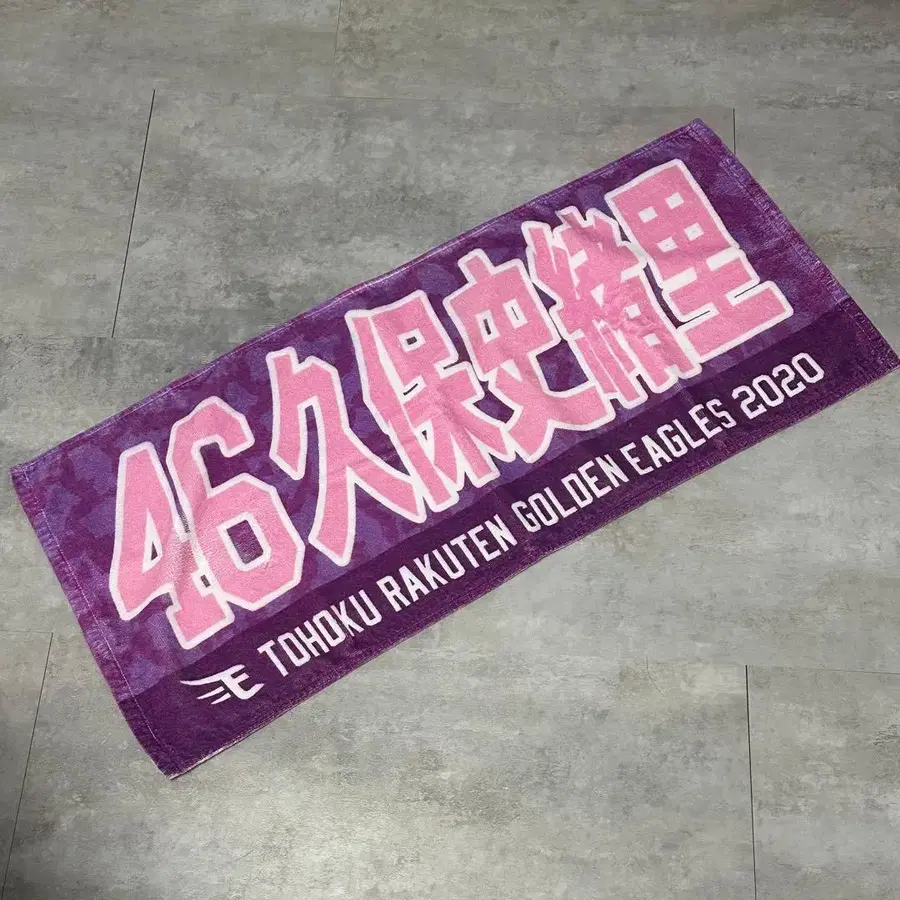 46久保史緒里
TOHOKU RAKUTEN GOLDEN EAGLES 2020